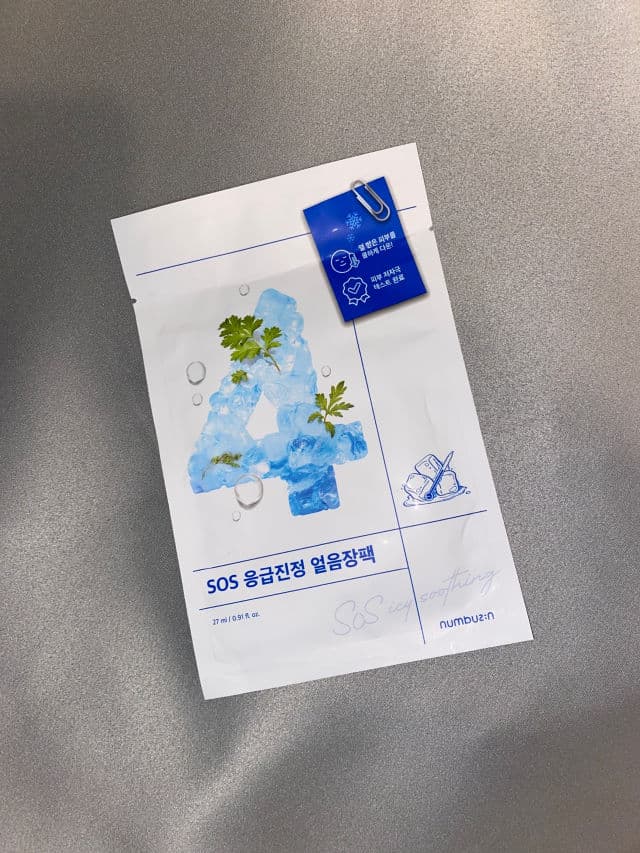 열 받은 피부를
쿨하게 다운!
피부 저자극
테스트 완료
4
SOS 응급진정 얼음장팩
27 ml / 0.91 fl. oz.
SOS icy soothing
numbuz:n